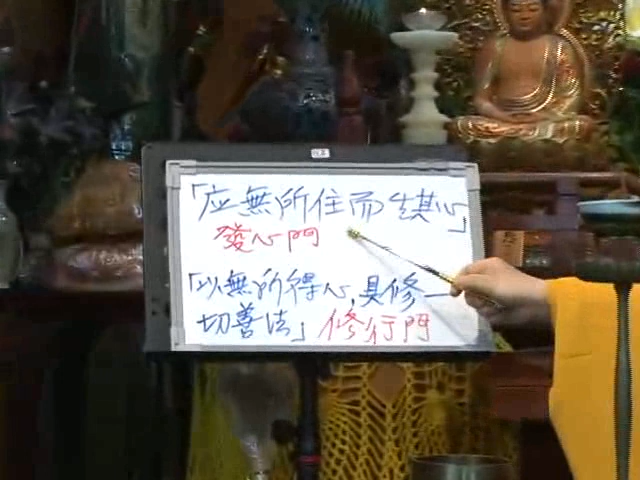 「应無所住而生其心」
發心門
「以無所得心,具修一
切善法」修行門